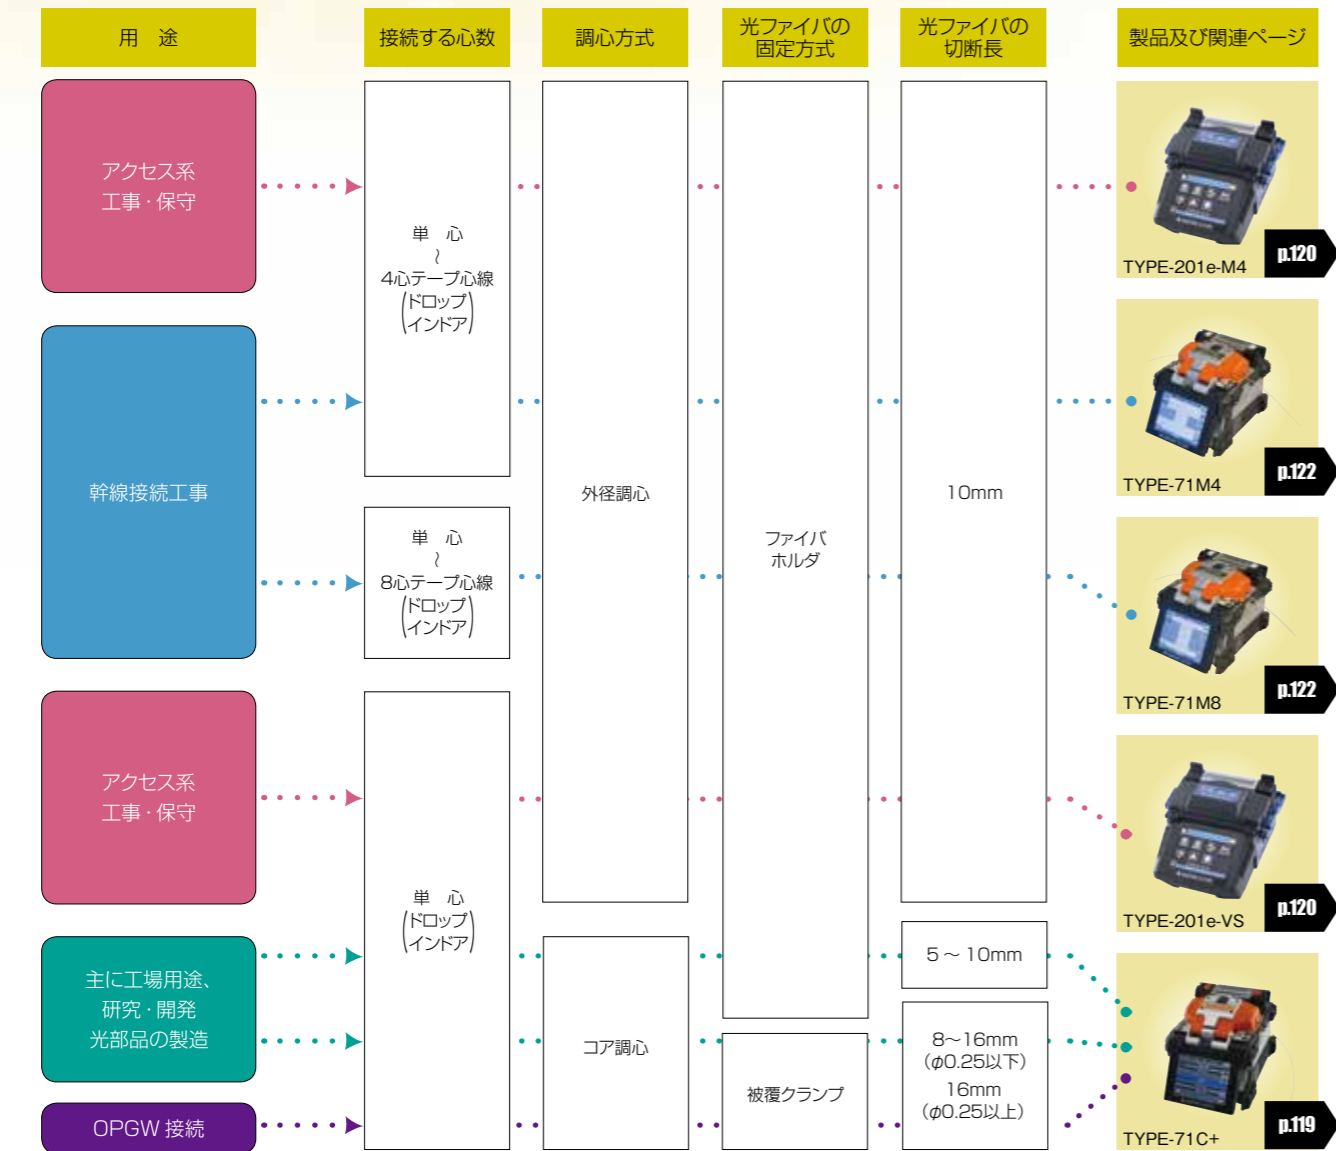 用　途
接続する心数
調心方式
光ファイバの
固定方式
光ファイバの
切断長
製品及び関連ページ
アクセス系
工事・保守
単　心
〜
4心テープ心線
(ドロップ
インドア)
TYPE-201e-M4
p.120
幹線接続工事
外径調心
ファイバ
ホルダ
10mm
TYPE-71M4
p.122
単　心
〜
8心テープ心線
(ドロップ
インドア)
TYPE-71M8
p.122
アクセス系
工事・保守
単　心
(ドロップ
インドア)
TYPE-201e-VS
p.120
主に工場用途、
研究・開発
光部品の製造
コア調心
5〜10mm
被覆クランプ
8〜16mm
(φ0.25以下)
16mm
(φ0.25以上)
OPGW 接続
TYPE-71C+
p.119